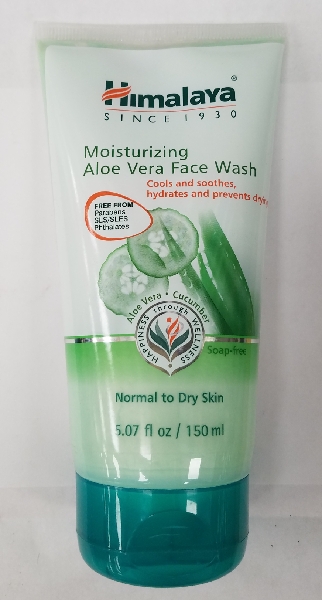 Himalaya®
SINCE 1930
Moisturizing
Aloe Vera Face Wash
Cools and soothes,
hydrates and prevents drying
FREE FROM
Parabens
SLS/SLES
Phthalates
Aloe Vera • Cucumber
HAPPINESS through WELLNESS
Soap-free
Normal to Dry Skin
5.07 fl oz / 150 ml